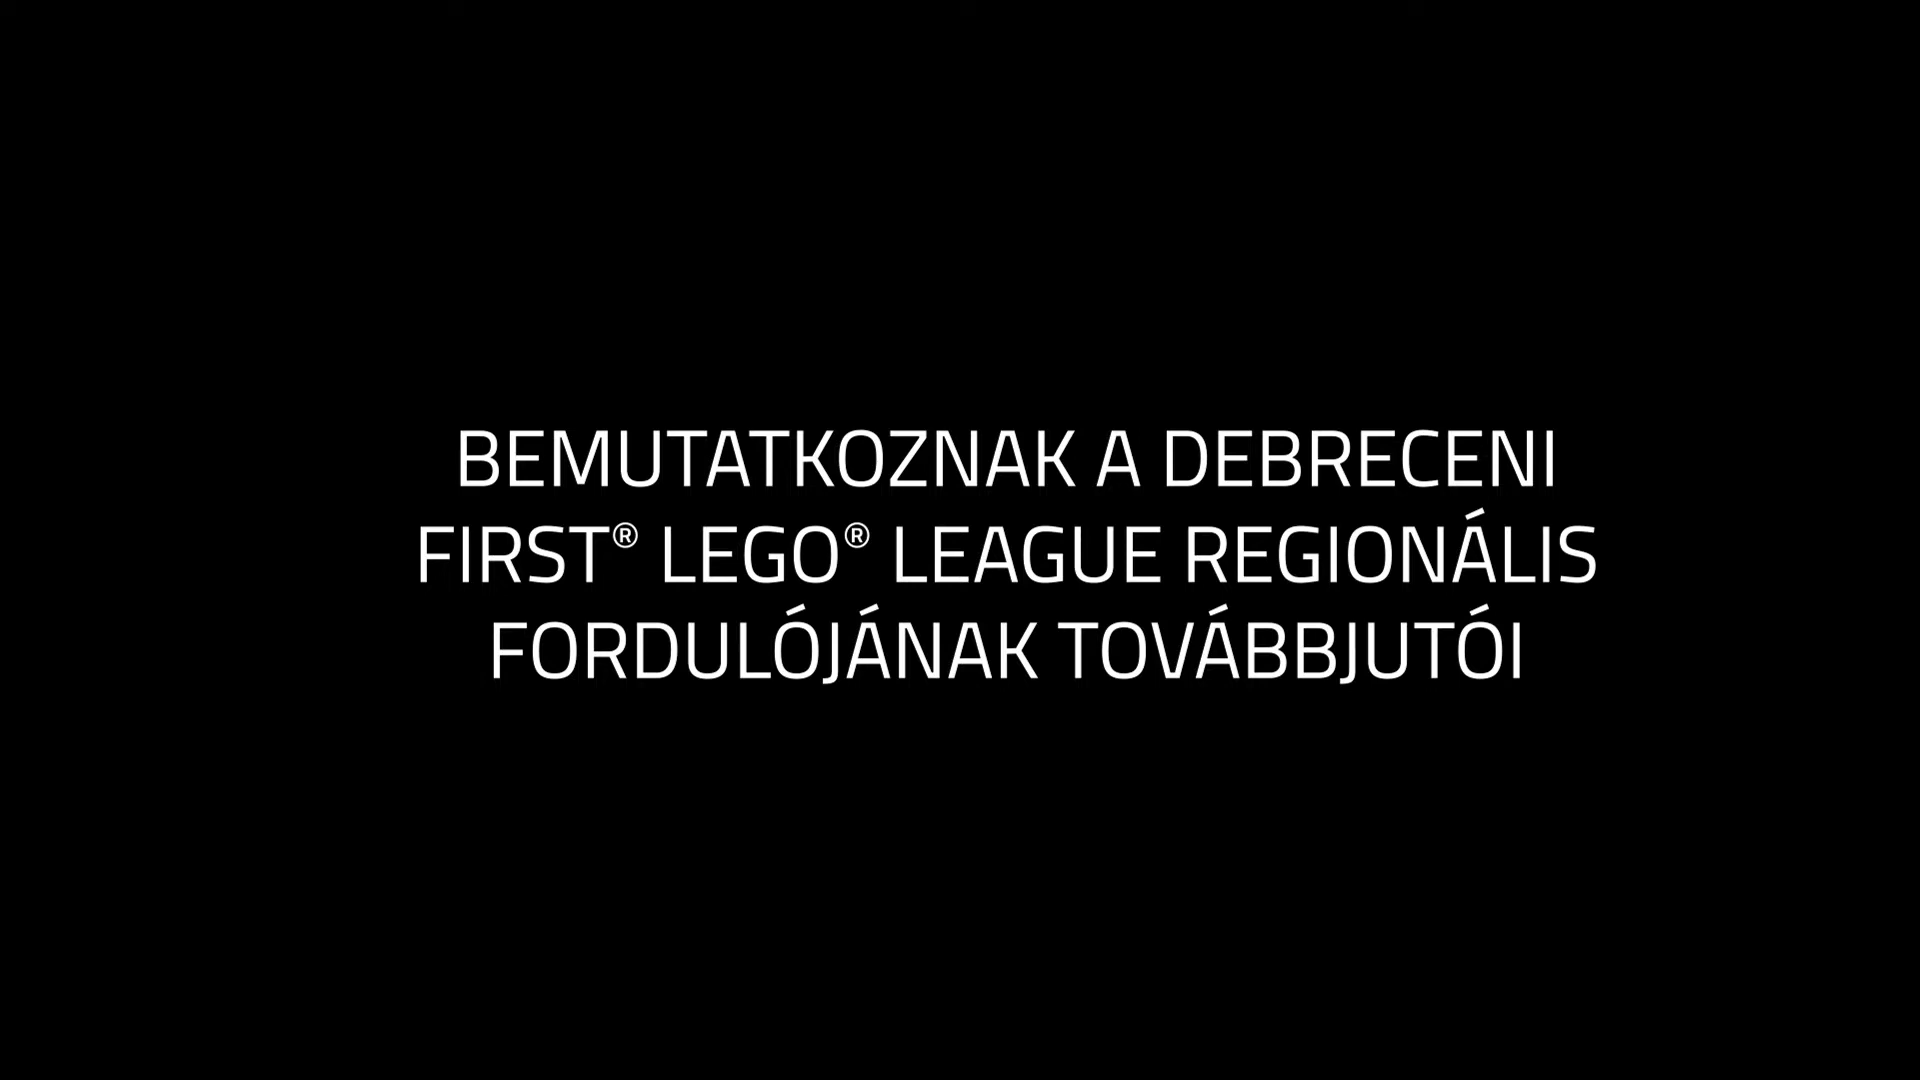 BEMUTATKOZNAK A DEBRECENI
FIRST® LEGO® LEAGUE REGIONÁLIS
FORDULÓJÁNAK TOVÁBBJUTÓI